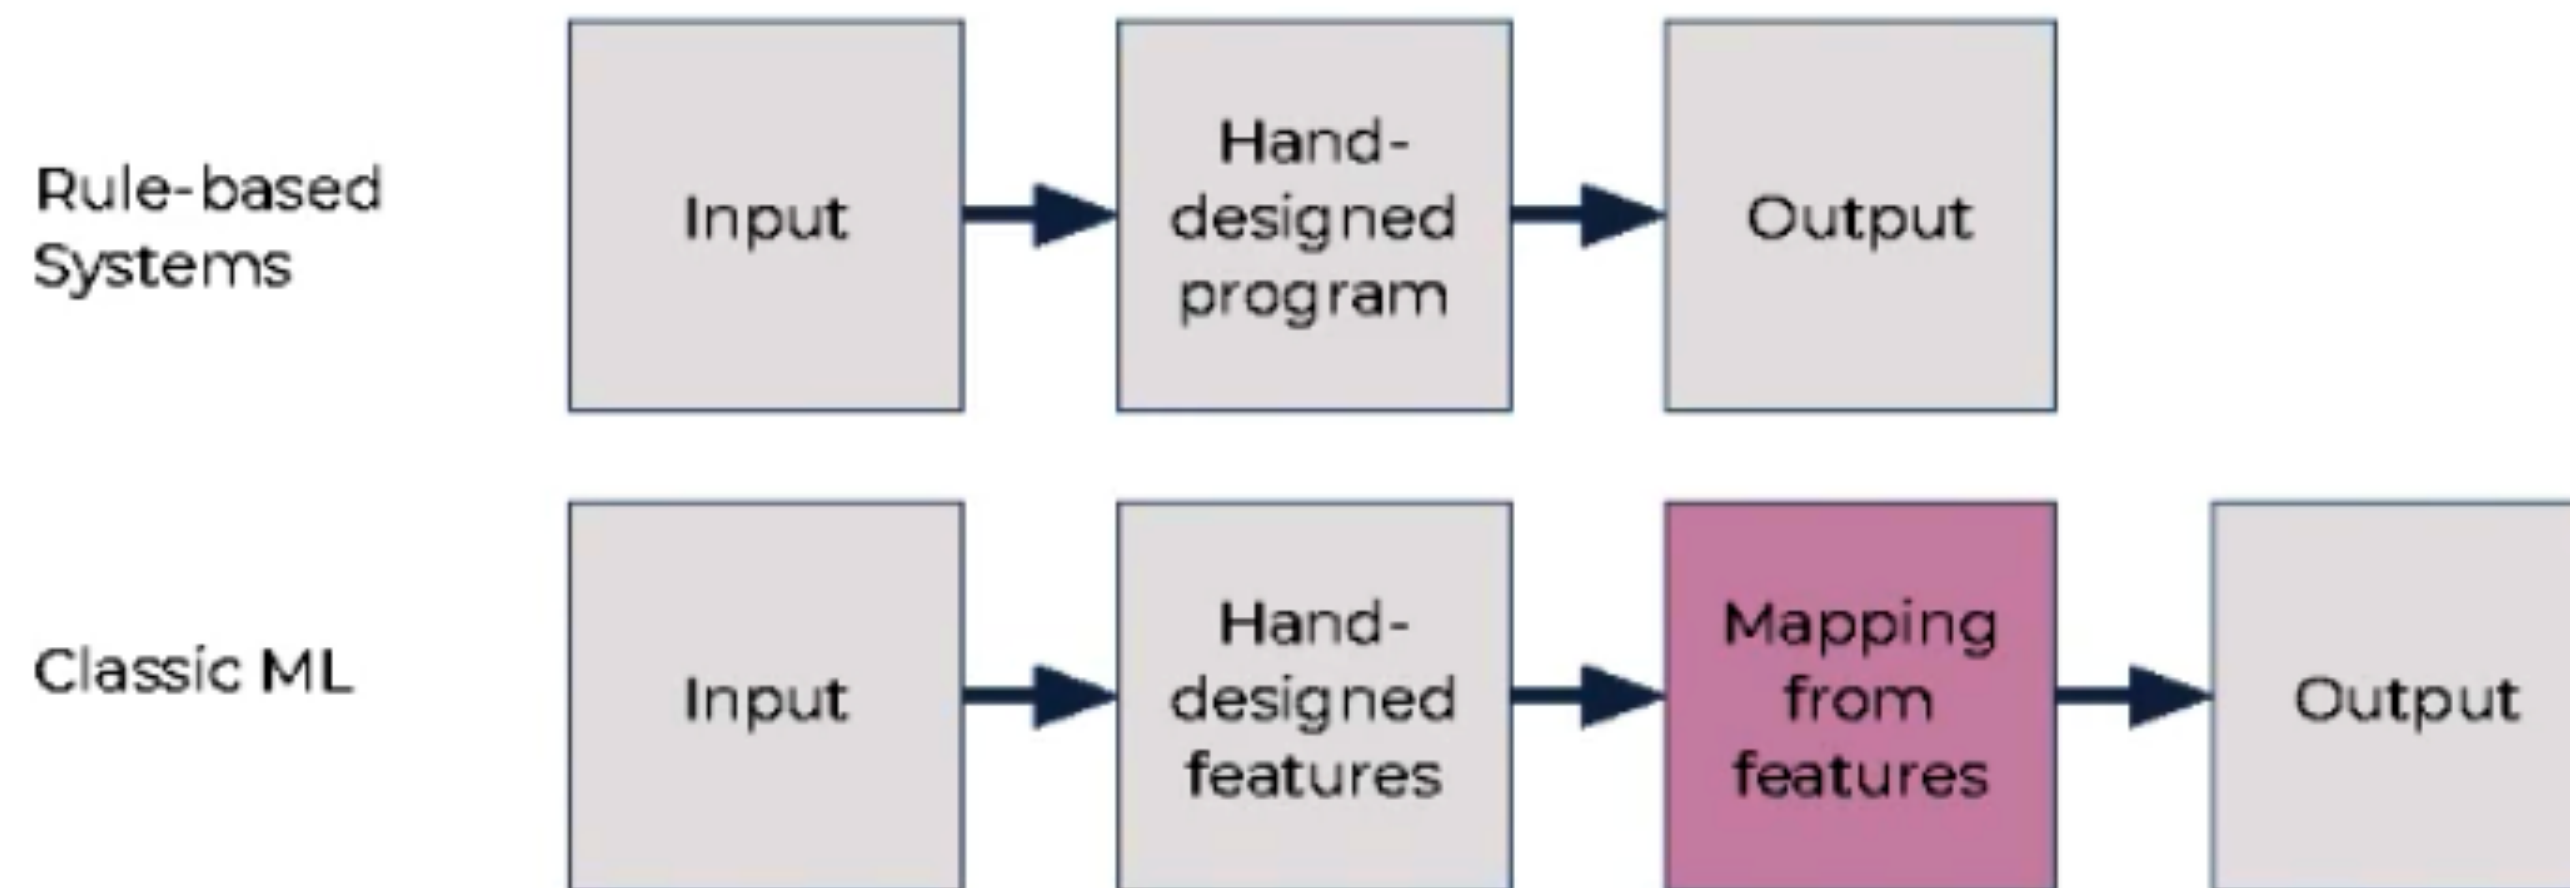 Rule-based
Systems
Input
Hand-
designed
program
Output
Classic ML
Input
Hand-
designed
features
Mapping
from
features
Output